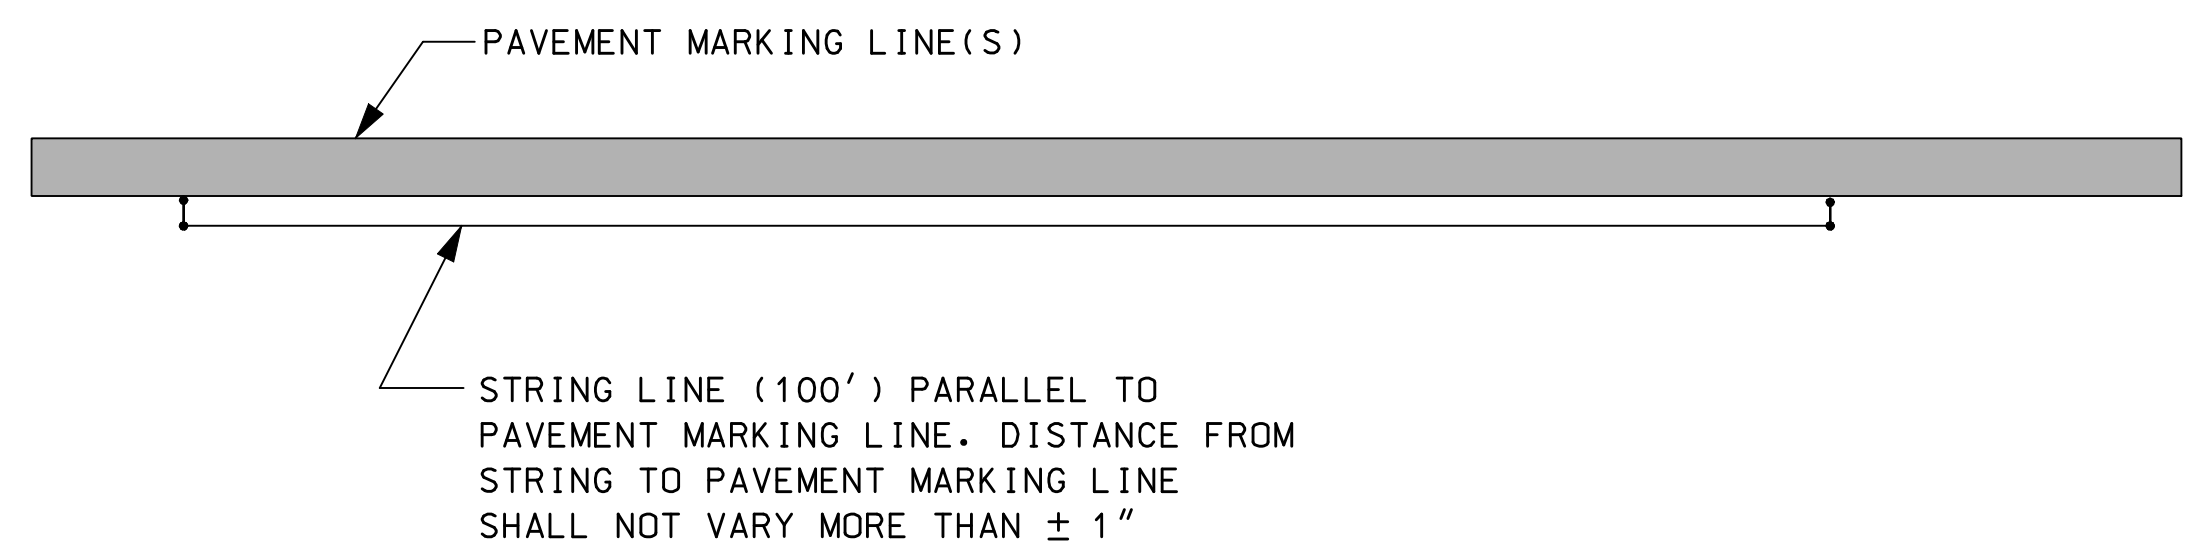 PAVEMENT MARKING LINE(S)
STRING LINE (100') PARALLEL TO
PAVEMENT MARKING LINE. DISTANCE FROM
STRING TO PAVEMENT MARKING LINE
SHALL NOT VARY MORE THAN ± 1"